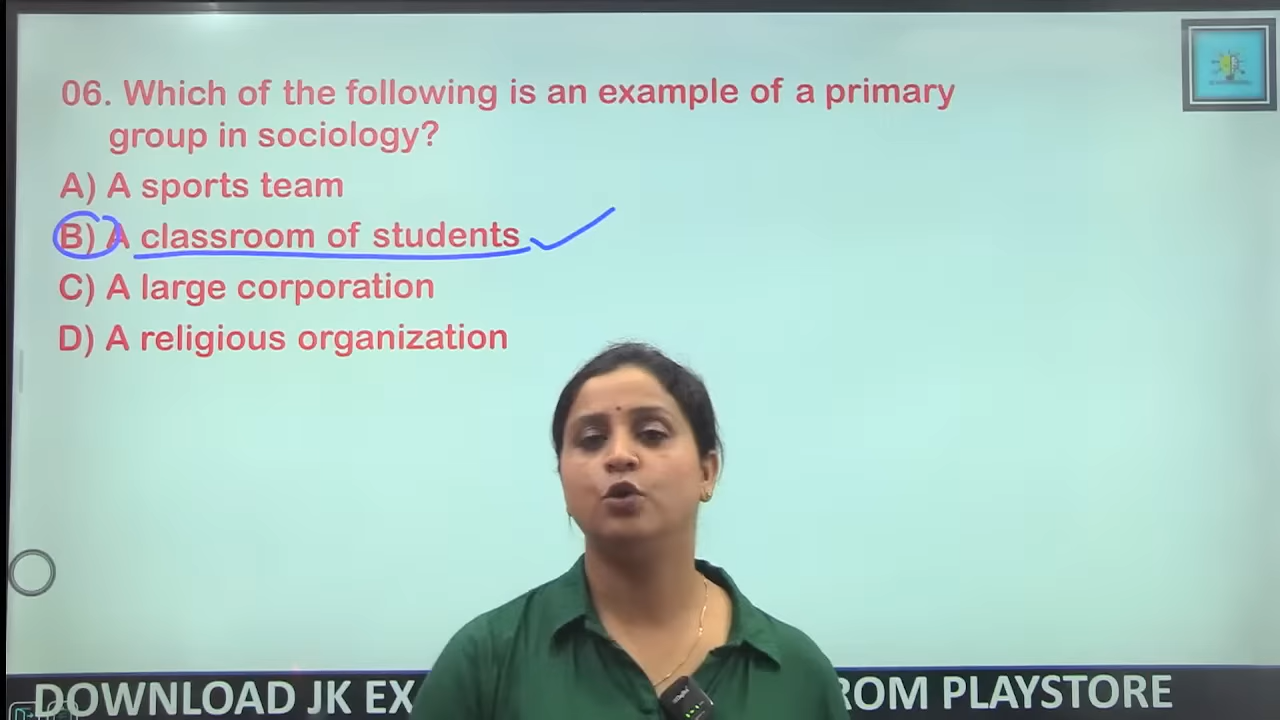 06. Which of the following is an example of a primary
group in sociology?
A) A sports team
B) A classroom of students
C) A large corporation
D) A religious organization
DOWNLOAD JK EX
ROM PLAYSTORE